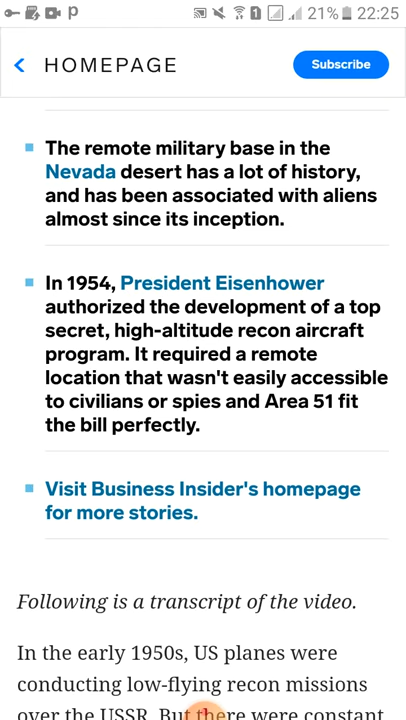 21% 22:25
HOMEPAGE
Subscribe
The remote military base in the
Nevada desert has a lot of history,
and has been associated with aliens
almost since its inception.
In 1954, President Eisenhower
authorized the development of a top
secret, high-altitude recon aircraft
program. It required a remote
location that wasn't easily accessible
to civilians or spies and Area 51 fit
the bill perfectly.
Visit Business Insider's homepage
for more stories.
Following is a transcript of the video.
In the early 1950s, US planes were
conducting low-flying recon missions
over the USSR. But there were constant